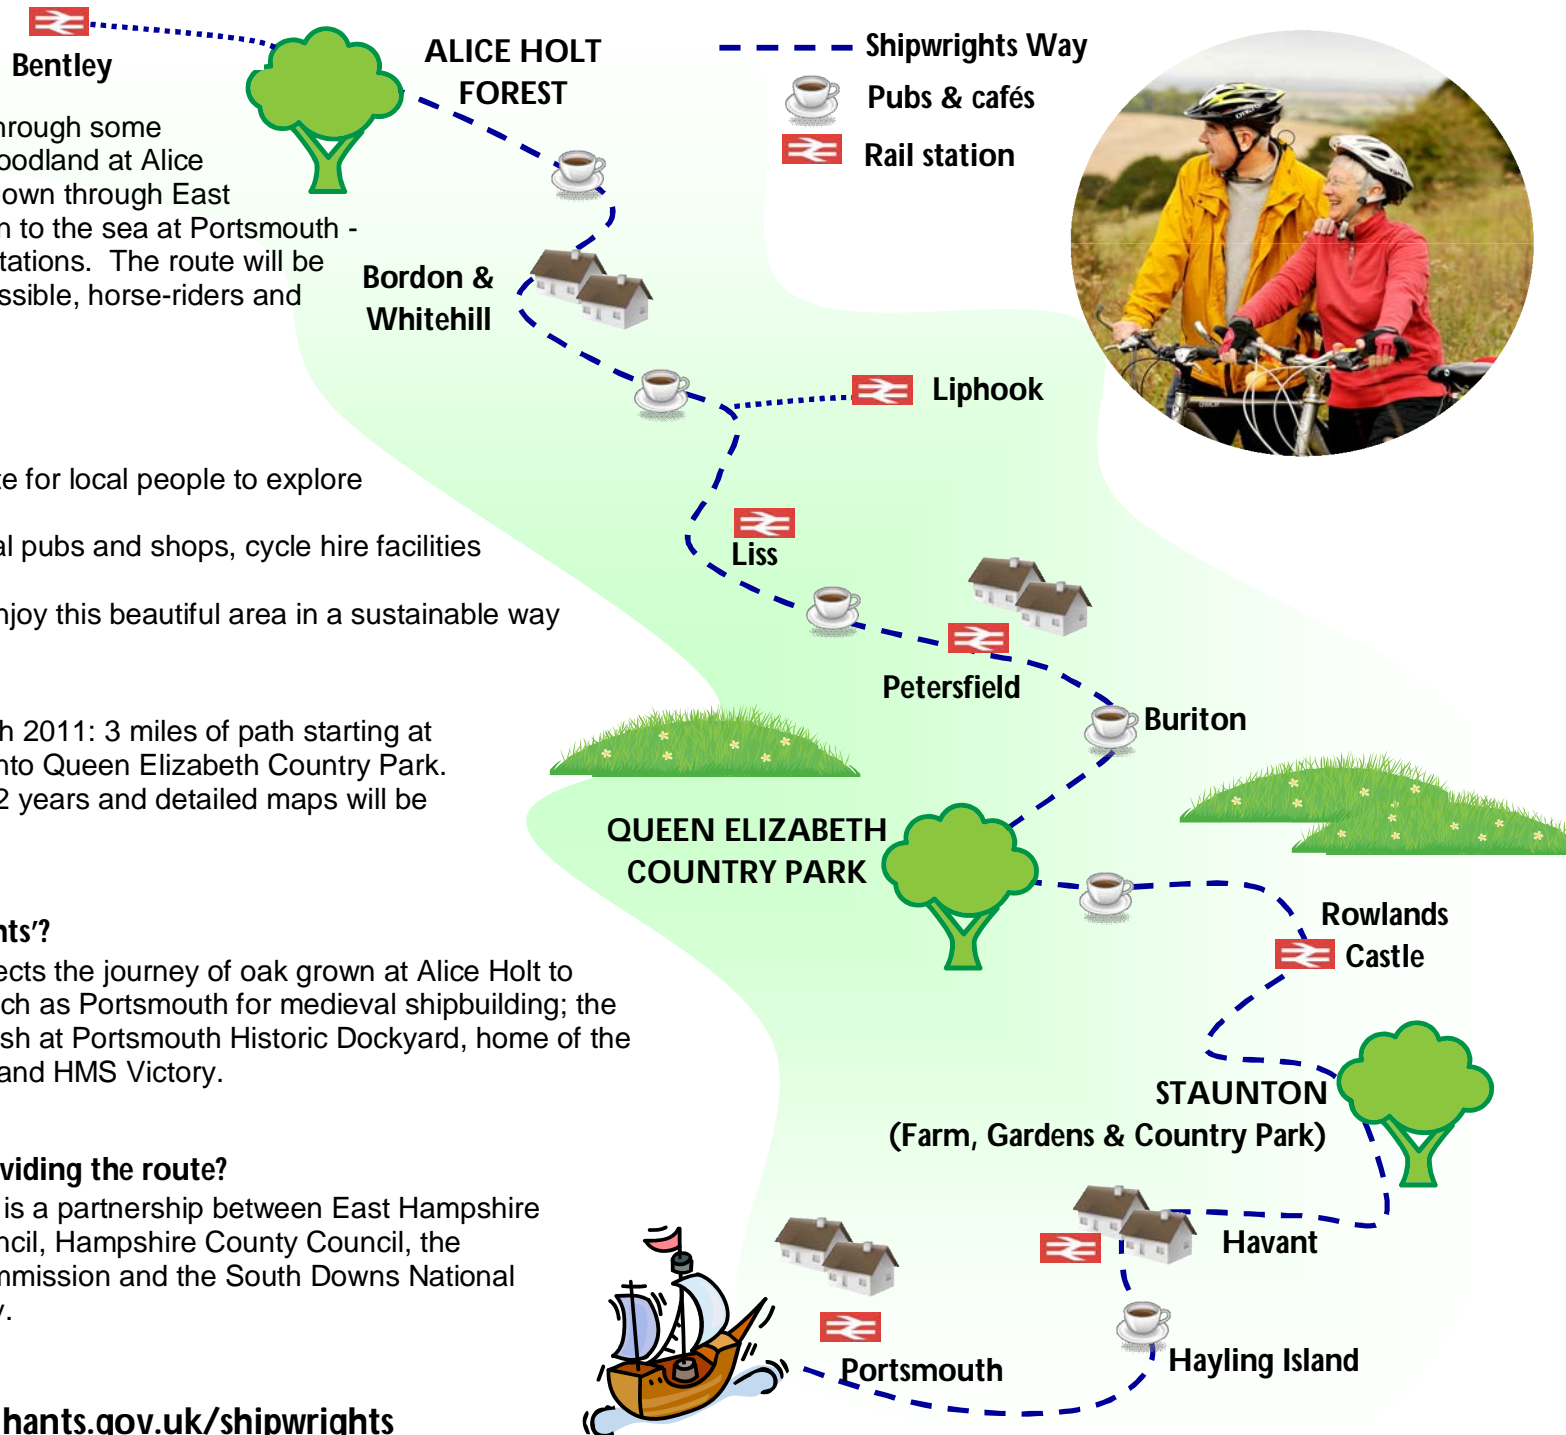 Bentley
ALICE HOLT
FOREST
Shipwrights Way
Pubs & cafés
Rail station
hrough some
oodland at Alice
own through East
n to the sea at Portsmouth -
tations. The route will be
ssible, horse-riders and
Bordon &
Whitehill
Liphook
te for local people to explore
al pubs and shops, cycle hire facilities
njoy this beautiful area in a sustainable way
Liss
Petersfield
Buriton
h 2011: 3 miles of path starting at
nto Queen Elizabeth Country Park.
2 years and detailed maps will be
QUEEN ELIZABETH
COUNTRY PARK
Rowlands
Castle
nts'?
ects the journey of oak grown at Alice Holt to
ch as Portsmouth for medieval shipbuilding; the
sh at Portsmouth Historic Dockyard, home of the
and HMS Victory.
STAUNTON
(Farm, Gardens & Country Park)
viding the route?
is a partnership between East Hampshire
ncil, Hampshire County Council, the
mmission and the South Downs National
y.
Havant
Hayling Island
Portsmouth
hants.gov.uk/shipwrights